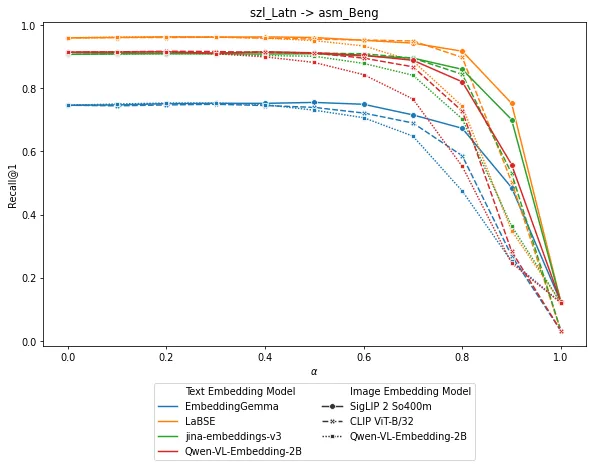 szl_Latn -> asm_Beng
Recall@1
1.0
0.8
0.6
0.4
0.2
0.0
0.0 0.2 0.4 0.6 0.8 1.0
α
Text Embedding Model Image Embedding Model
EmbeddingGemma SigLIP 2 So400m
LaBSE CLIP ViT-B/32
jina-embeddings-v3 Qwen-VL-Embedding-2B
Qwen-VL-Embedding-2B